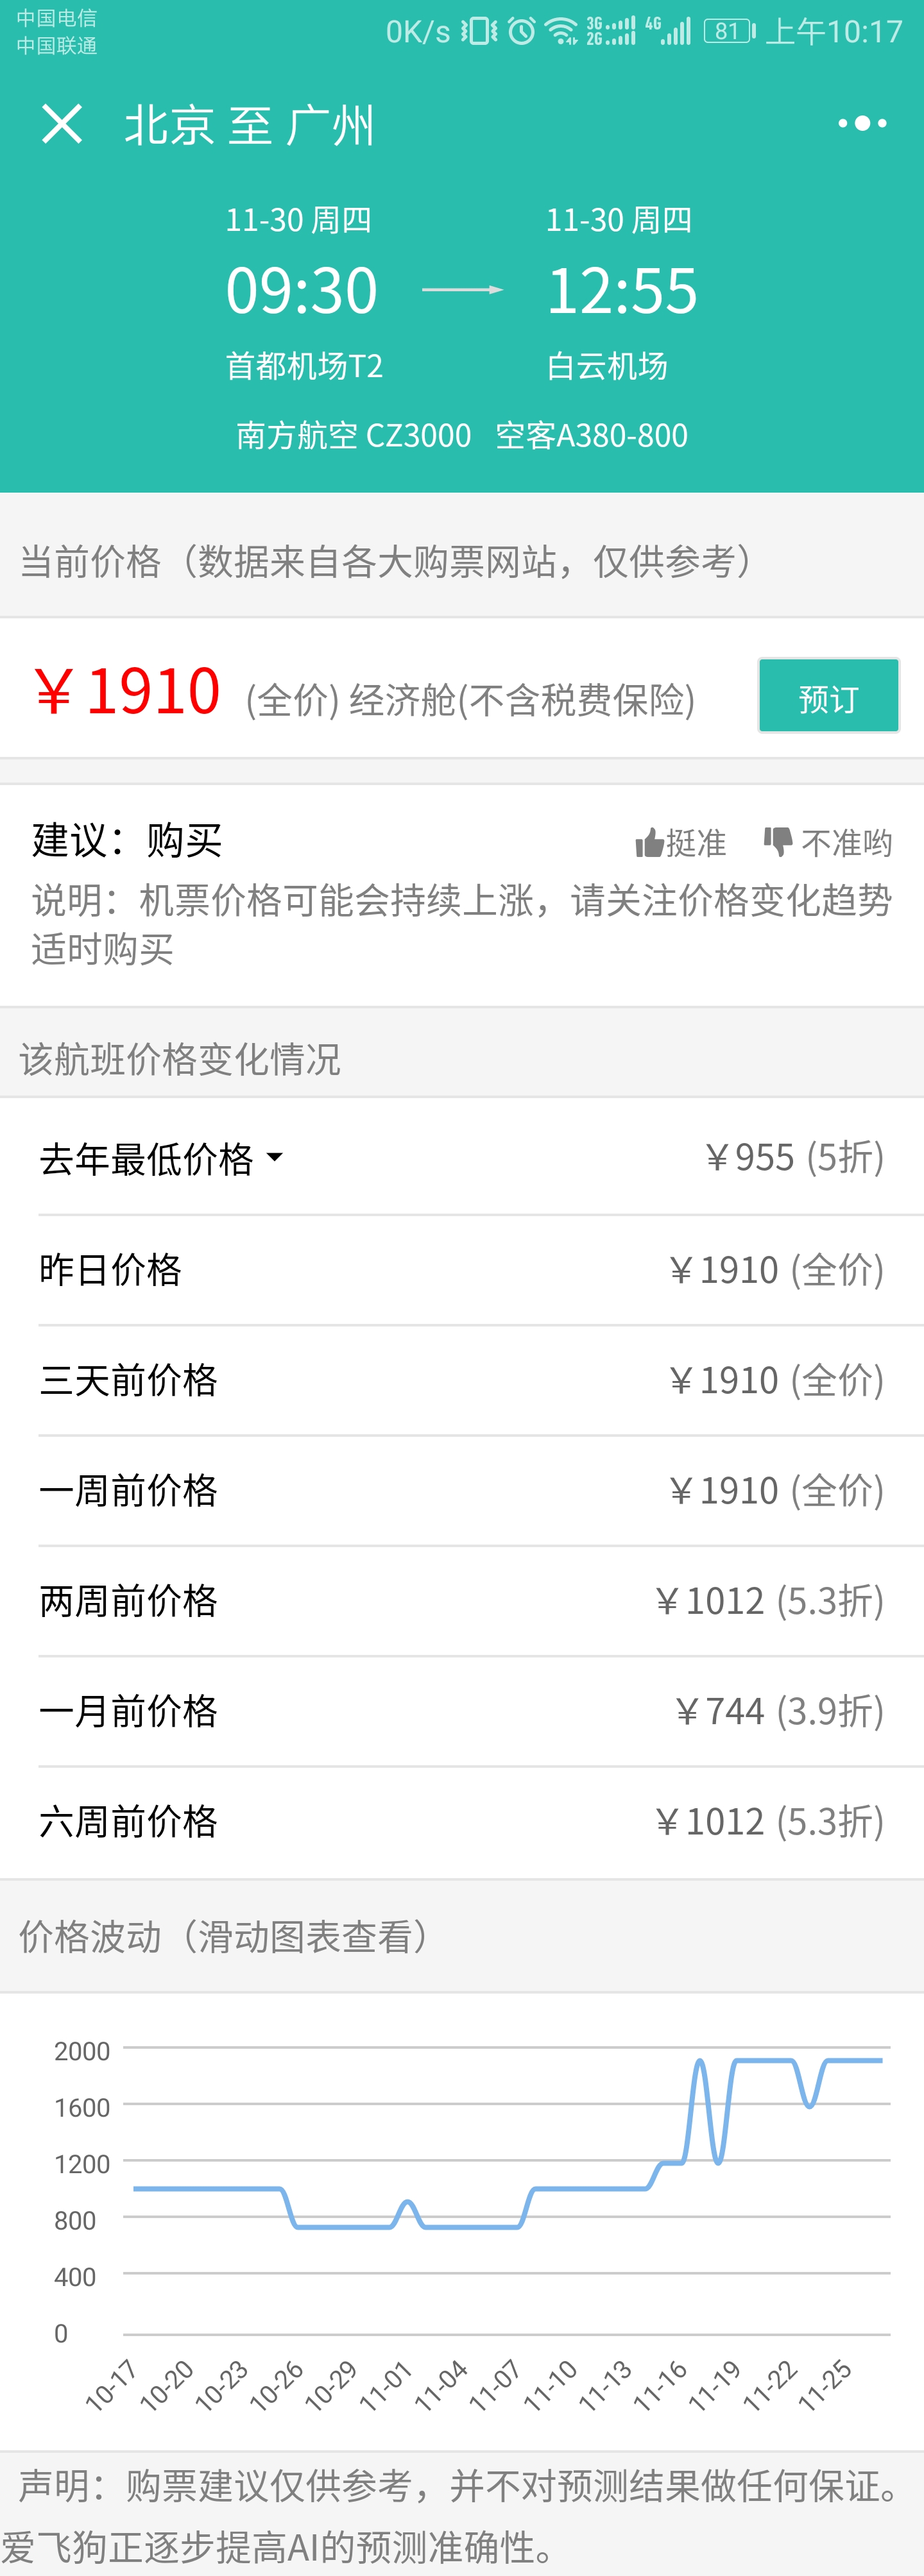 中国电信
中国联通
0K/s 3G 2G 4G 81 上午10:17
北京 至 广州
11-30 周四 11-30 周四
09:30 12:55
首都机场T2 白云机场
南方航空 CZ3000 空客A380-800
当前价格（数据来自各大购票网站，仅供参考）
￥1910 (全价) 经济舱(不含税费保险) 预订
建议：购买 挺准 不准哟
说明：机票价格可能会持续上涨，请关注价格变化趋势
适时购买
该航班价格变化情况
去年最低价格 ￥955 (5折)
昨日价格 ￥1910 (全价)
三天前价格 ￥1910 (全价)
一周前价格 ￥1910 (全价)
两周前价格 ￥1012 (5.3折)
一月前价格 ￥744 (3.9折)
六周前价格 ￥1012 (5.3折)
价格波动（滑动图表查看）
2000
1600
1200
800
400
0
10-17 10-20 10-23 10-26 10-29 11-01 11-04 11-07 11-10 11-13 11-16 11-19 11-22 11-25
声明：购票建议仅供参考，并不对预测结果做任何保证。
爱飞狗正逐步提高AI的预测准确性。